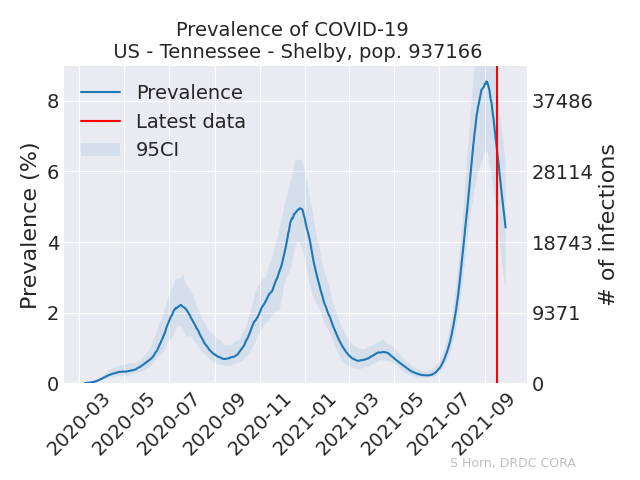 Prevalence of COVID-19
US - Tennessee - Shelby, pop. 937166
Prevalence
Latest data
95CI
Prevalence (%)
8
6
4
2
0
37486
28114
18743
9371
0
# of infections
2020-03
2020-05
2020-07
2020-09
2020-11
2021-01
2021-03
2021-05
2021-07
2021-09
S Horn, DRDC CORA